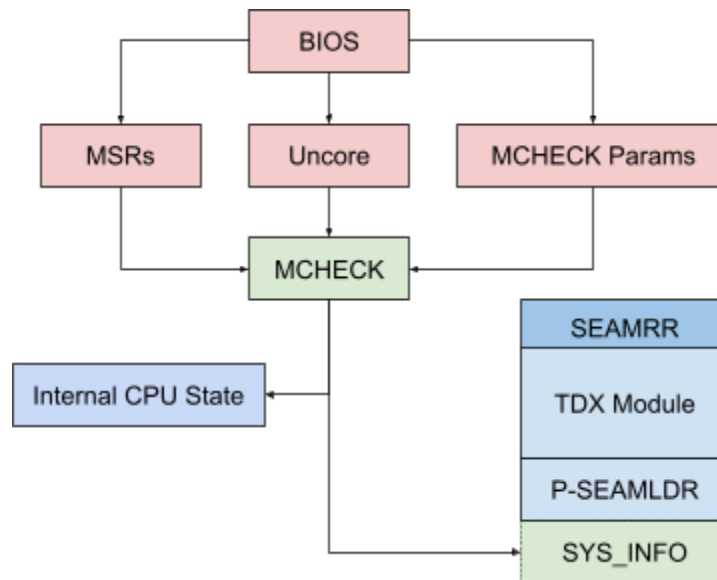 BIOS
MSRs
Uncore
MCHECK Params
MCHECK
Internal CPU State
SEAMRR
TDX Module
P-SEAMLDR
SYS_INFO